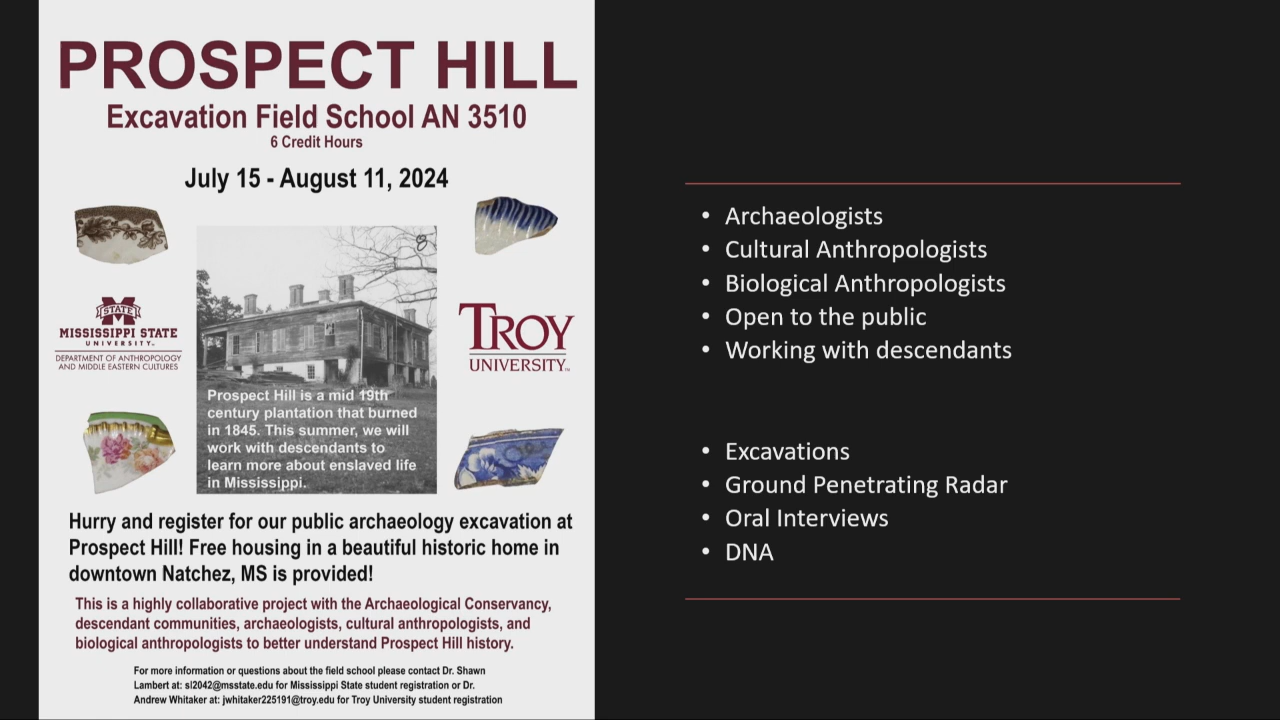 PROSPECT HILL
Excavation Field School AN 3510
6 Credit Hours
July 15 - August 11, 2024
8
STATE
MISSISSIPPI STATE
UNIVERSITY™
DEPARTMENT OF ANTHROPOLOGY
AND MIDDLE EASTERN CULTURES
TROY
UNIVERSITY™
Prospect Hill is a mid 19th
century plantation that burned
in 1845. This summer, we will
work with descendants to
learn more about enslaved life
in Mississippi.
Hurry and register for our public archaeology excavation at
Prospect Hill! Free housing in a beautiful historic home in
downtown Natchez, MS is provided!
This is a highly collaborative project with the Archaeological Conservancy,
descendant communities, archaeologists, cultural anthropologists, and
biological anthropologists to better understand Prospect Hill history.
For more information or questions about the field school please contact Dr. Shawn
Lambert at: sl2042@msstate.edu for Mississippi State student registration or Dr.
Andrew Whitaker at: jwhitaker225191@troy.edu for Troy University student registration
• Archaeologists
• Cultural Anthropologists
• Biological Anthropologists
• Open to the public
• Working with descendants
• Excavations
• Ground Penetrating Radar
• Oral Interviews
• DNA